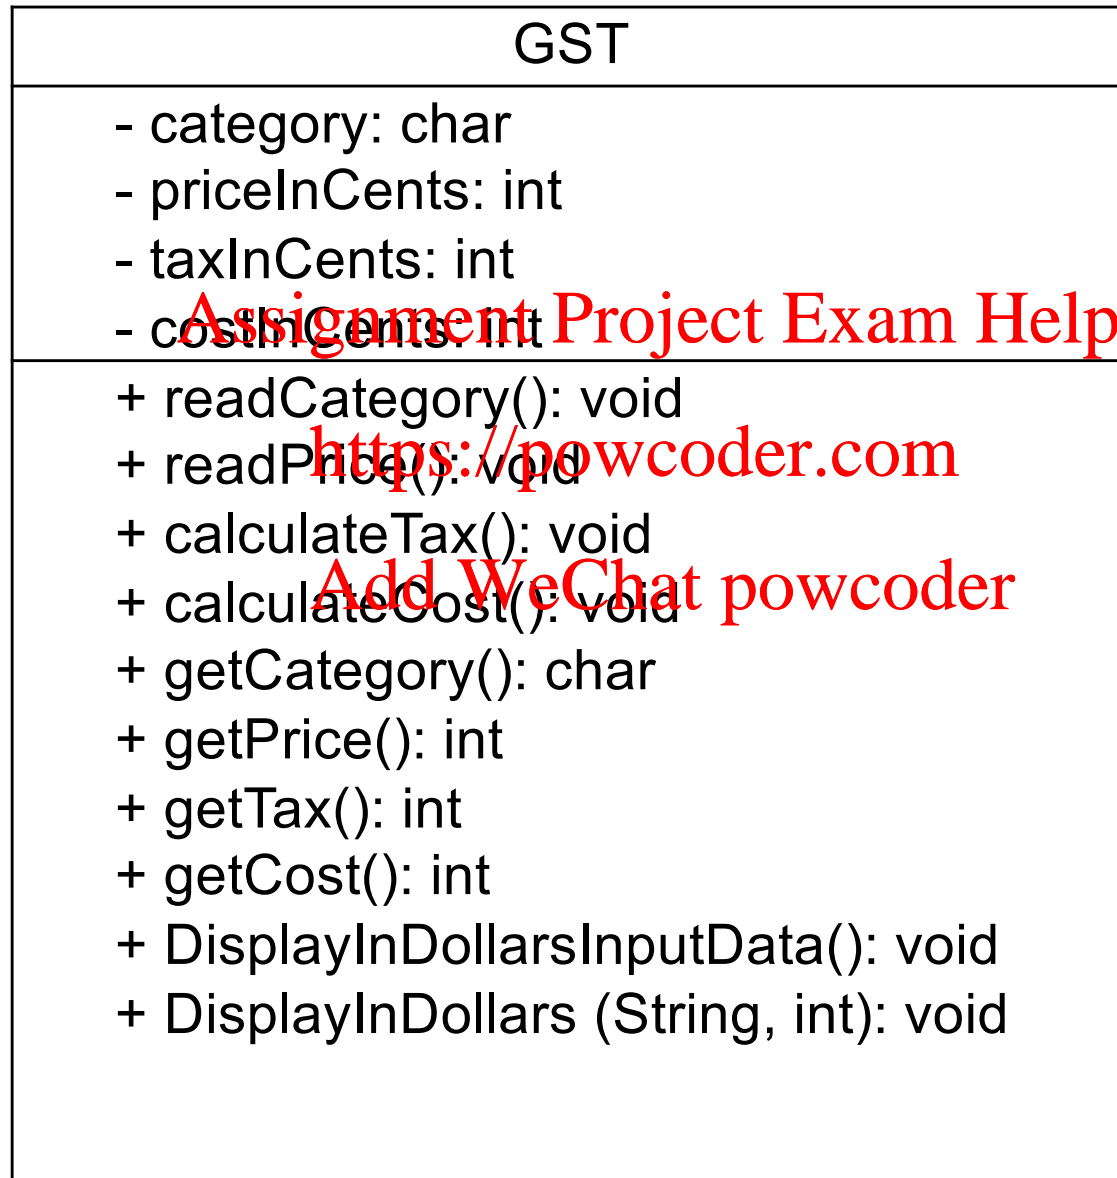 GST
- category: char
- priceInCents: int
- taxInCents: int
- costInCents: int
Assignment Project Exam Help
+ readCategory(): void
+ readPrice(): void
https://powcoder.com
+ calculateTax(): void
+ calculateCost(): void
Add WeChat powcoder
+ getCategory(): char
+ getPrice(): int
+ getTax(): int
+ getCost(): int
+ DisplayInDollarsInputData(): void
+ DisplayInDollars (String, int): void